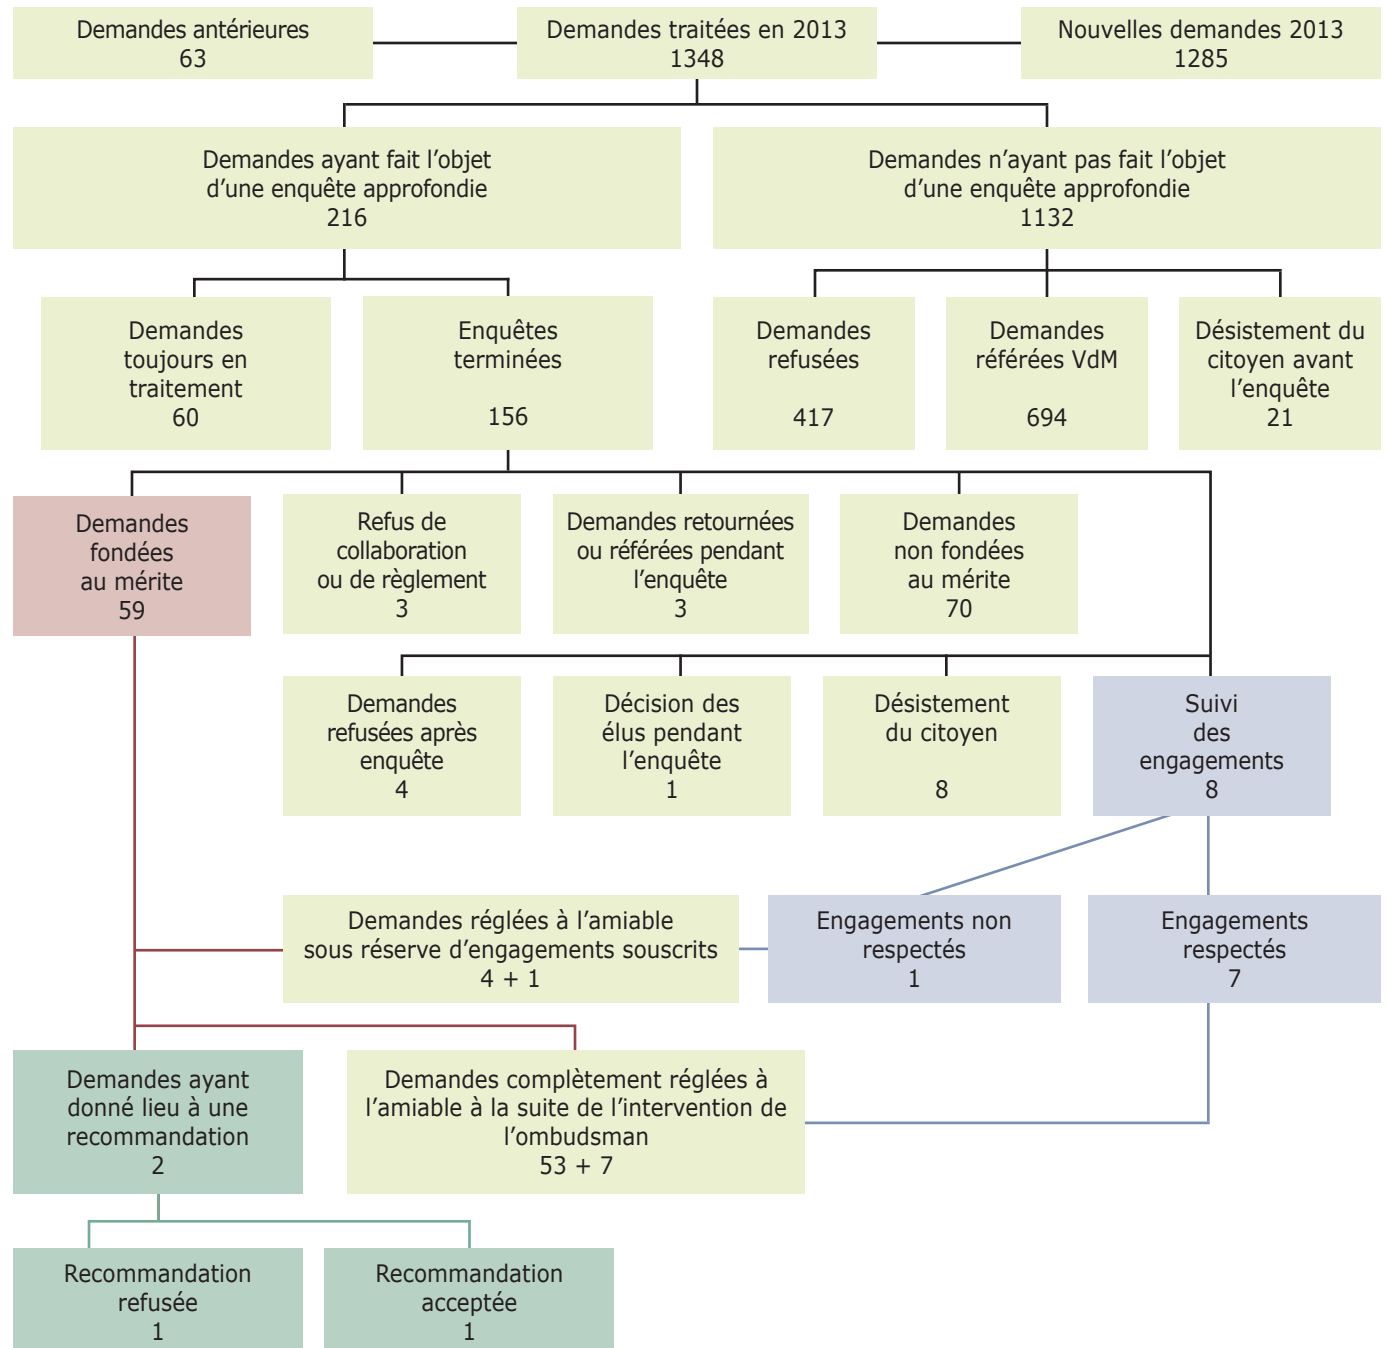 Demandes antérieures
63
Demandes traitées en 2013
1348
Nouvelles demandes 2013
1285
Demandes ayant fait l'objet
d'une enquête approfondie
216
Demandes n'ayant pas fait l'objet
d'une enquête approfondie
1132
Demandes
toujours en
traitement
60
Enquêtes
terminées
156
Demandes
refusées
417
Demandes
référées VdM
694
Désistement du
citoyen avant
l'enquête
21
Demandes
fondées
au mérite
59
Refus de
collaboration
ou de règlement
3
Demandes retournées
ou référées pendant
l'enquête
3
Demandes
non fondées
au mérite
70
Demandes
refusées après
enquête
4
Décision des
élus pendant
l'enquête
1
Désistement
du citoyen
8
Suivi
des
engagements
8
Demandes réglées à l'amiable
sous réserve d'engagements souscrits
4 + 1
Engagements non
respectés
1
Engagements
respectés
7
Demandes ayant
donné lieu à une
recommandation
2
Demandes complètement réglées à
l'amiable à la suite de l'intervention de
l'ombudsman
53 + 7
Recommandation
refusée
1
Recommandation
acceptée
1